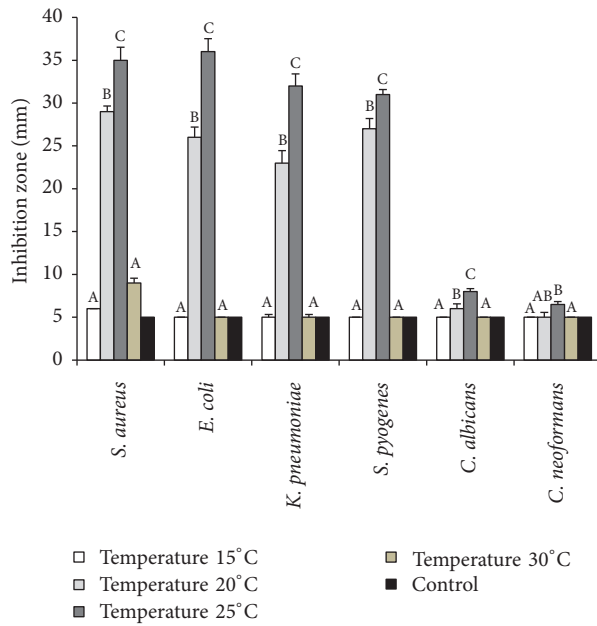 40
35
30
25
20
15
10
5
0
Inhibition zone (mm)
A B C A
A B C A
A B C A
A B C A
A B C A
A AB B A
S. aureus
E. coli
K. pneumoniae
S. pyogenes
C. albicans
C. neoformans
Temperature 15°C
Temperature 20°C
Temperature 25°C
Temperature 30°C
Control